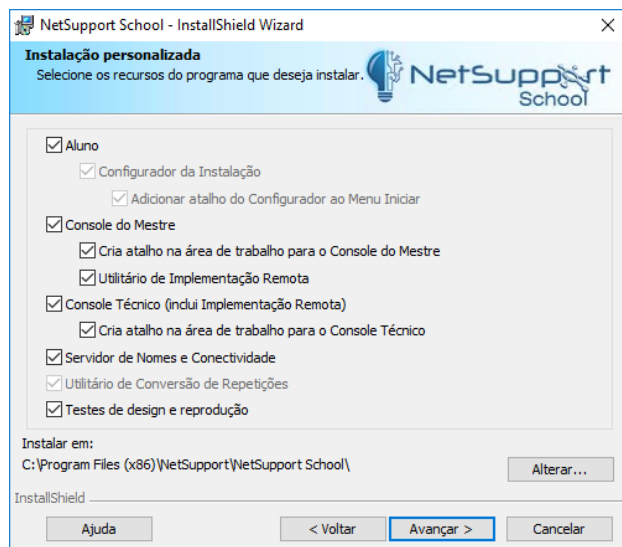 NetSupport School - InstallShield Wizard
Instalação personalizada
Selecione os recursos do programa que deseja instalar.
NetSupport
School
Aluno
Configurador da Instalação
Adicionar atalho do Configurador ao Menu Iniciar
Console do Mestre
Cria atalho na área de trabalho para o Console do Mestre
Utilitário de Implementação Remota
Console Técnico (inclui Implementação Remota)
Cria atalho na área de trabalho para o Console Técnico
Servidor de Nomes e Conectividade
Utilitário de Conversão de Repetições
Testes de design e reprodução
Instalar em:
C:\Program Files (x86)\NetSupport\NetSupport School\
Alterar...
InstallShield
Ajuda
< Voltar
Avançar >
Cancelar